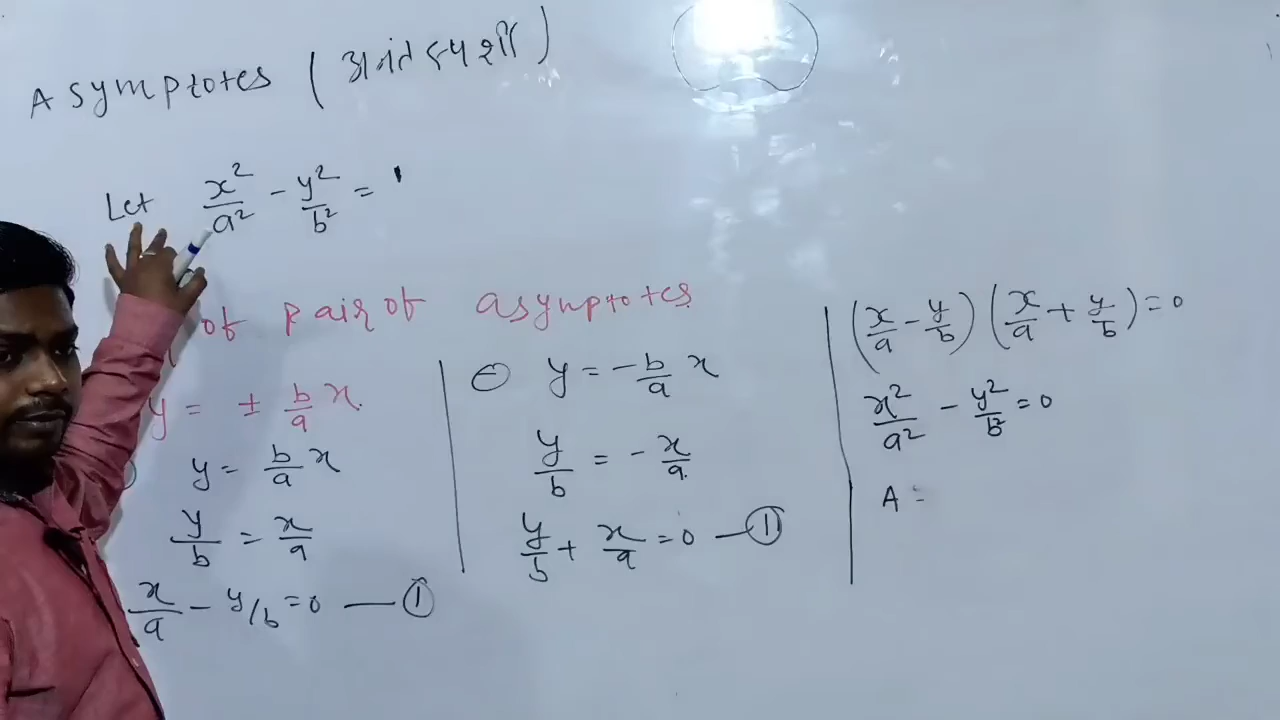 Asymptotes (अनंतस्पर्शी)
Let x²/a² - y²/b² = 1
of pair of asymptotes
y = ± b/a x.
y = b/a x
y/b = x/a
x/a - y/b = 0 — ①
⊖ y = - b/a x
y/b = - x/a.
y/b + x/a = 0 — ⑪
(x/a - y/b) (x/a + y/b) = 0
x²/a² - y²/b² = 0
A =